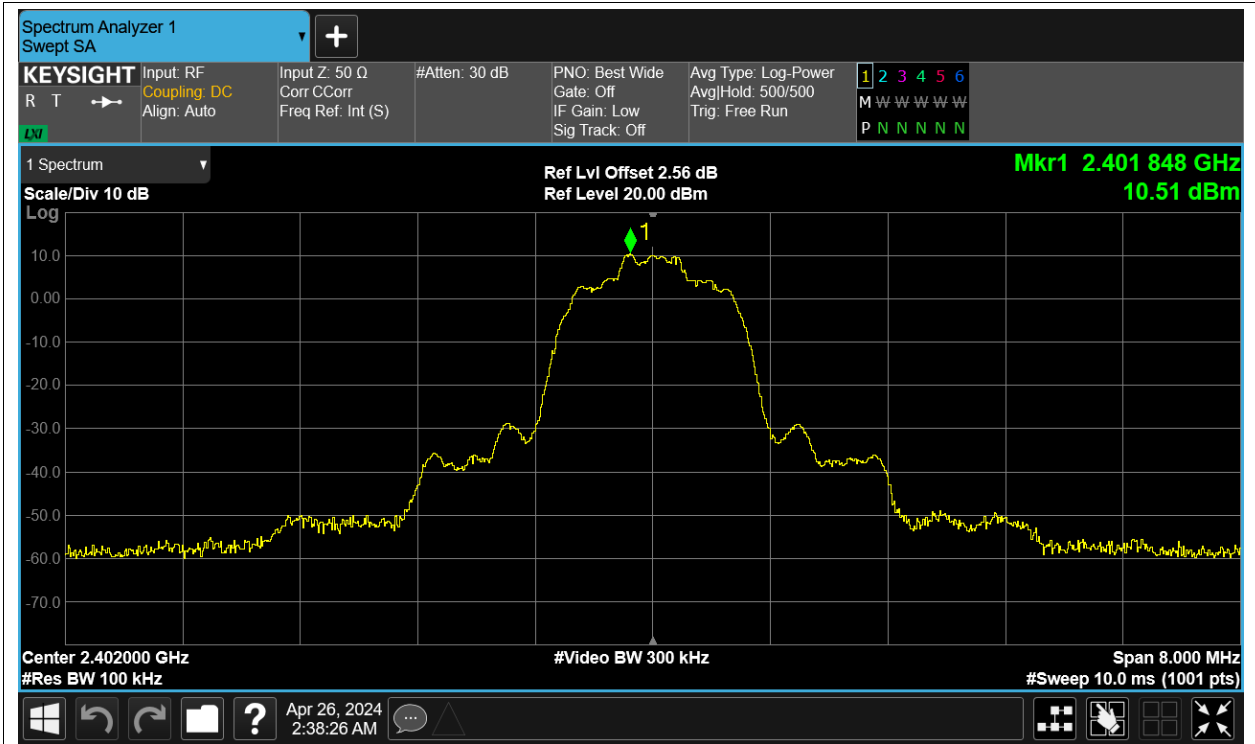 Spectrum Analyzer 1
Swept SA
KEYSIGHT
R T
LXI
Input: RF
Coupling: DC
Align: Auto
Input Z: 50 Ω
Corr CCorr
Freq Ref: Int (S)
#Atten: 30 dB
PNO: Best Wide
Gate: Off
IF Gain: Low
Sig Track: Off
Avg Type: Log-Power
Avg|Hold: 500/500
Trig: Free Run
1 2 3 4 5 6
M W W W W W
P N N N N N
1 Spectrum
Scale/Div 10 dB
Log
Ref Lvl Offset 2.56 dB
Ref Level 20.00 dBm
Mkr1 2.401 848 GHz
10.51 dBm
1
10.0
0.00
-10.0
-20.0
-30.0
-40.0
-50.0
-60.0
-70.0
Center 2.402000 GHz
#Video BW 300 kHz
Span 8.000 MHz
#Res BW 100 kHz
#Sweep 10.0 ms (1001 pts)
?
Apr 26, 2024
2:38:26 AM